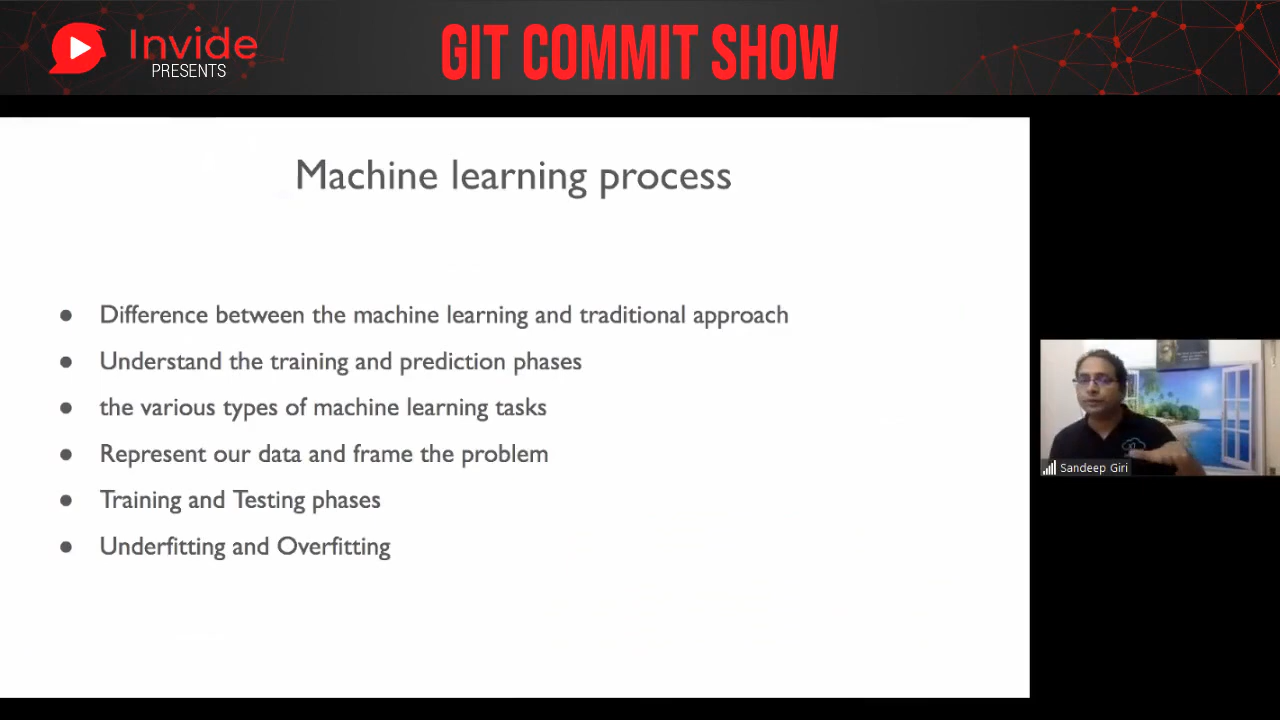 Invide
PRESENTS
GIT COMMIT SHOW
Machine learning process
● Difference between the machine learning and traditional approach
● Understand the training and prediction phases
● the various types of machine learning tasks
● Represent our data and frame the problem
● Training and Testing phases
● Underfitting and Overfitting
Sandeep Giri